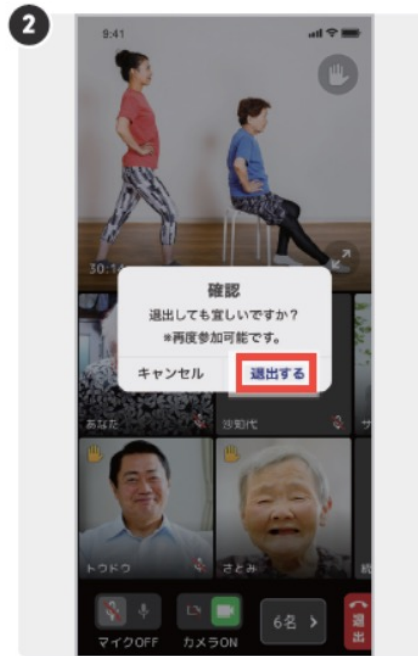 2
9:41
30:14
確認
退出しても宜しいですか？
*再度参加可能です。
キャンセル
退出する
あなた
沙知代
サ
トウドウ
さとみ
マイクOFF
カメラON
6名
退出